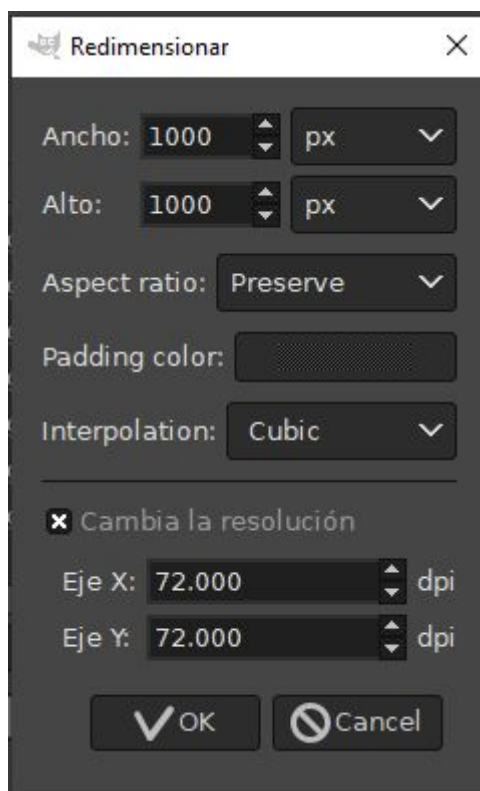 Redimensionar
Ancho: 1000 px
Alto: 1000 px
Aspect ratio: Preserve
Padding color:
Interpolation: Cubic
Cambia la resolución
Eje X: 72.000 dpi
Eje Y: 72.000 dpi
OK Cancel